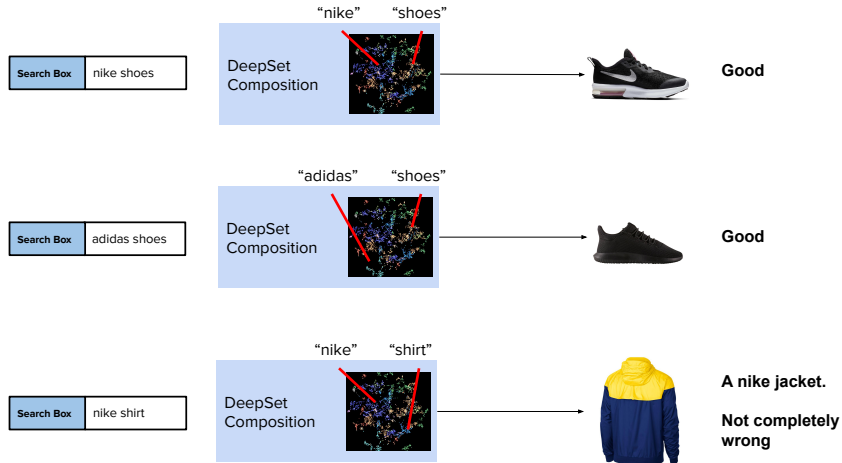 “nike” “shoes”
Search Box nike shoes
DeepSet
Composition
Good
“adidas” “shoes”
Search Box adidas shoes
DeepSet
Composition
Good
“nike” “shirt”
Search Box nike shirt
DeepSet
Composition
A nike jacket.
Not completely
wrong